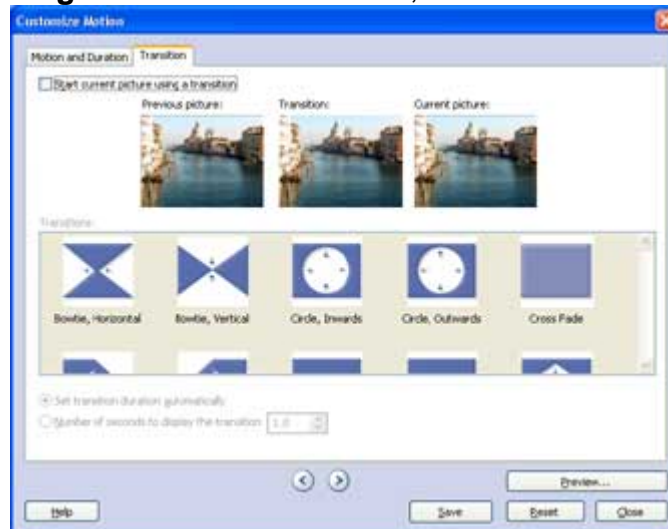 Customize Motion
Motion and Duration Transition
Start current picture using a transition
Previous picture: Transition: Current picture:
Transitions:
Bowtie, Horizontal Bowtie, Vertical Circle, Inwards Circle, Outwards Cross Fade
Set transition duration automatically
Number of seconds to display the transition 1.0
Preview...
Help Save Reset Close